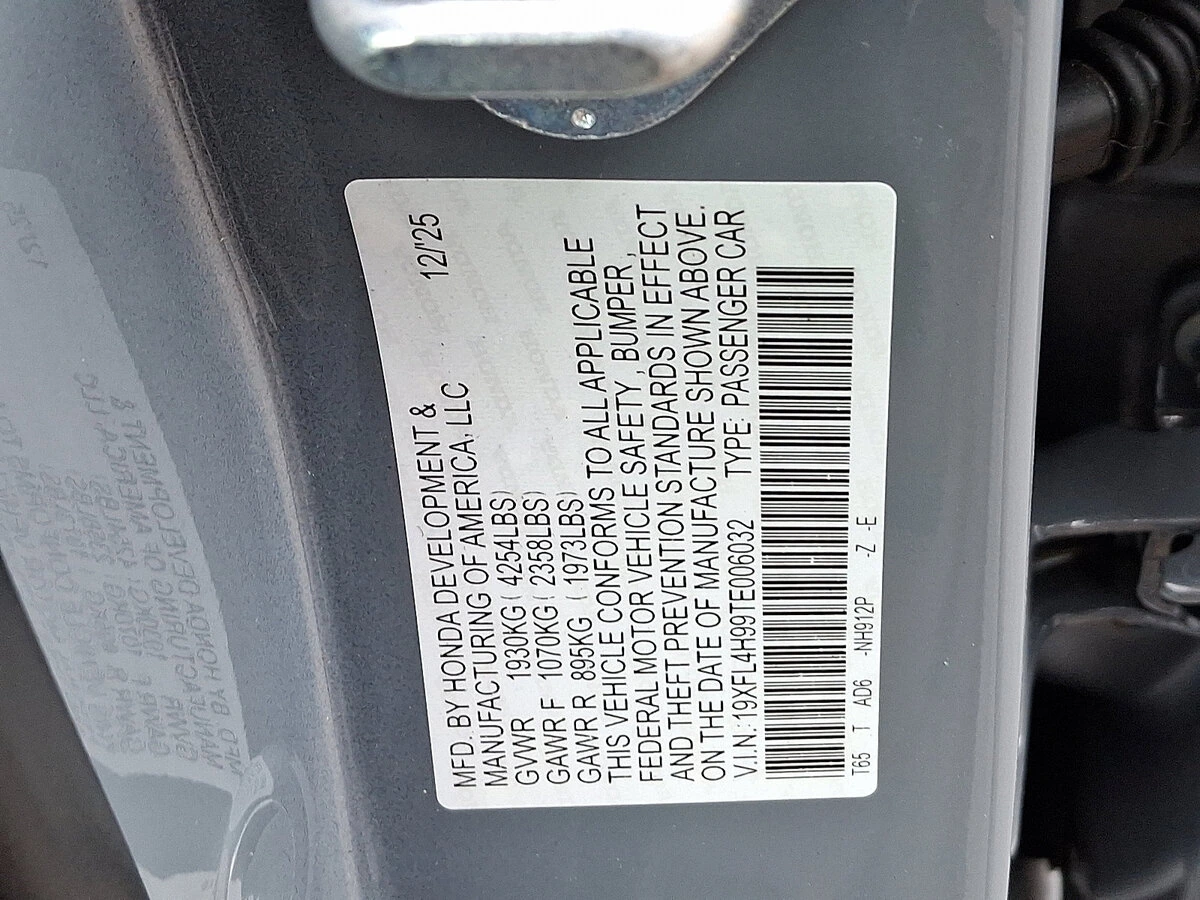 MFD. BY HONDA DEVELOPMENT & 12/'25
MANUFACTURING OF AMERICA, LLC
GVWR 1930KG ( 4254LBS)
GAWR F 1070KG ( 2358LBS)
GAWR R 895KG ( 1973LBS)
THIS VEHICLE CONFORMS TO ALL APPLICABLE
FEDERAL MOTOR VEHICLE SAFETY , BUMPER ,
AND THEFT PREVENTION STANDARDS IN EFFECT
ON THE DATE OF MANUFACTURE SHOWN ABOVE.
V.I.N.:19XFL4H99TE006032 TYPE: PASSENGER CAR
T65 T AD6 -NH912P -Z E